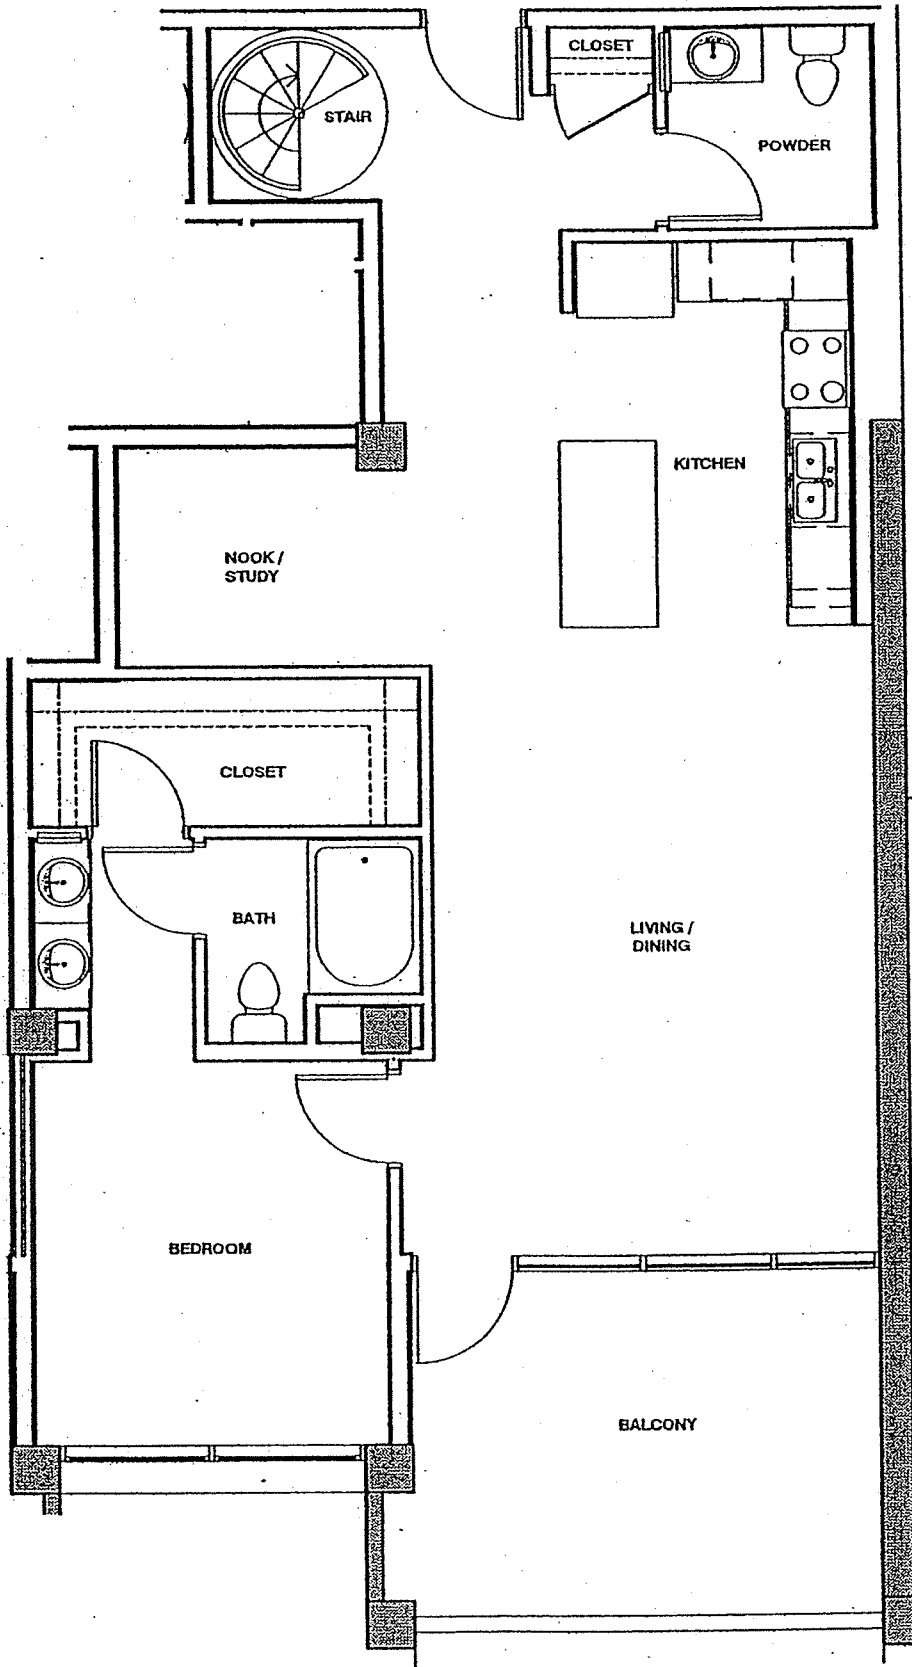 CLOSET
STAIR
POWDER
KITCHEN
NOOK /
STUDY
CLOSET
BATH
LIVING /
DINING
BEDROOM
BALCONY